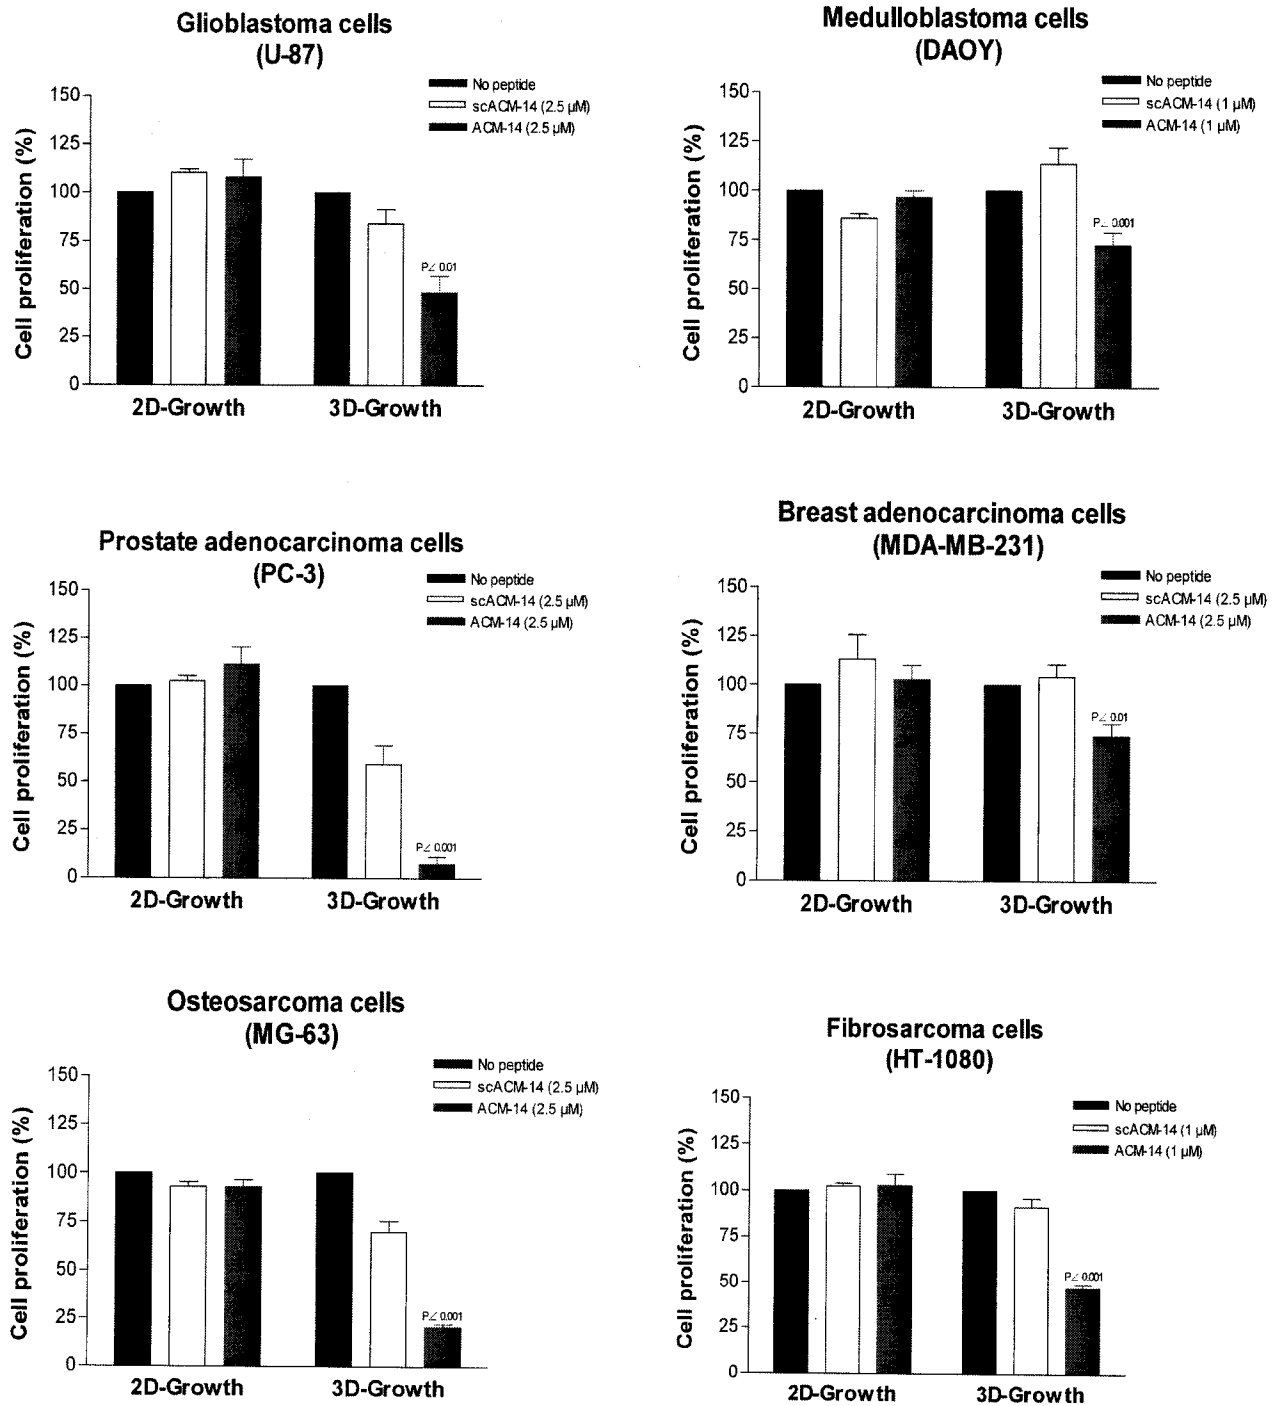 Glioblastoma cells
(U-87)
No peptide
scACM-14 (2.5 µM)
ACM-14 (2.5 µM)
Cell proliferation (%)
150
125
100
75
50
25
0
P∠ 0.01
2D-Growth
3D-Growth
Medulloblastoma cells
(DAOY)
No peptide
scACM-14 (1 µM)
ACM-14 (1 µM)
Cell proliferation (%)
150
125
100
75
50
25
0
P∠ 0.001
2D-Growth
3D-Growth
Prostate adenocarcinoma cells
(PC-3)
No peptide
scACM-14 (2.5 µM)
ACM-14 (2.5 µM)
Cell proliferation (%)
150
125
100
75
50
25
0
P∠ 0.001
2D-Growth
3D-Growth
Breast adenocarcinoma cells
(MDA-MB-231)
No peptide
scACM-14 (2.5 µM)
ACM-14 (2.5 µM)
Cell proliferation (%)
150
125
100
75
50
25
0
P∠ 0.01
2D-Growth
3D-Growth
Osteosarcoma cells
(MG-63)
No peptide
scACM-14 (2.5 µM)
ACM-14 (2.5 µM)
Cell proliferation (%)
150
125
100
75
50
25
0
P∠ 0.001
2D-Growth
3D-Growth
Fibrosarcoma cells
(HT-1080)
No peptide
scACM-14 (1 µM)
ACM-14 (1 µM)
Cell proliferation (%)
150
125
100
75
50
25
0
P∠ 0.001
2D-Growth
3D-Growth